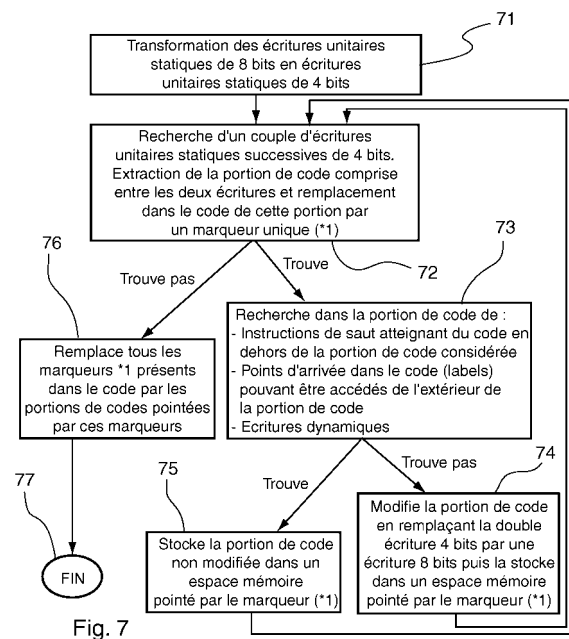 71
Transformation des écritures unitaires
statiques de 8 bits en écritures
unitaires statiques de 4 bits
Recherche d'un couple d'écritures
unitaires statiques successives de 4 bits.
Extraction de la portion de code comprise
entre les deux écritures et remplacement
dans le code de cette portion par
un marqueur unique (*1)
72
76
Trouve pas
Trouve
73
Remplace tous les
marqueurs *1 présents
dans le code par les
portions de codes pointées
par ces marqueurs
Recherche dans la portion de code de :
- Instructions de saut atteignant du code en
dehors de la portion de code considérée
- Points d'arrivée dans le code (labels)
pouvant être accédés de l'extérieur de
la portion de code
- Ecritures dynamiques
77
FIN
75
Trouve
Trouve pas
74
Stocke la portion de code
non modifiée dans un
espace mémoire
pointé par le marqueur (*1)
Modifie la portion de code
en remplaçant la double
écriture 4 bits par une
écriture 8 bits puis la stocke
dans un espace mémoire
pointé par le marqueur (*1)
Fig. 7